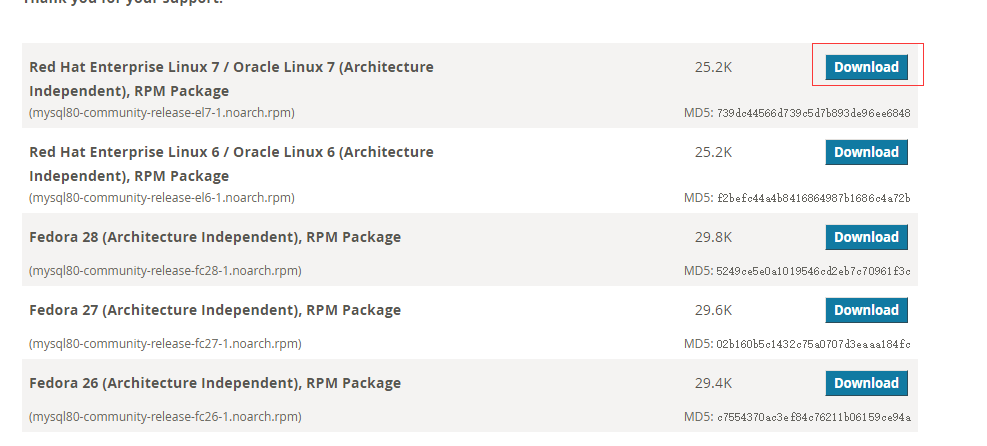 Thank you for your support!
Red Hat Enterprise Linux 7 / Oracle Linux 7 (Architecture Independent), RPM Package
25.2K
Download
(mysql80-community-release-el7-1.noarch.rpm)
MD5: 739dc44566d739c5d7b893de96ee6848
Red Hat Enterprise Linux 6 / Oracle Linux 6 (Architecture Independent), RPM Package
25.2K
Download
(mysql80-community-release-el6-1.noarch.rpm)
MD5: f2befc44a4b8416864987b1686c4a72b
Fedora 28 (Architecture Independent), RPM Package
29.8K
Download
(mysql80-community-release-fc28-1.noarch.rpm)
MD5: 5249ce5e0a1019546cd2eb7c70961f3c
Fedora 27 (Architecture Independent), RPM Package
29.6K
Download
(mysql80-community-release-fc27-1.noarch.rpm)
MD5: 02b160b5c1432c75a0707d3eaaa184fc
Fedora 26 (Architecture Independent), RPM Package
29.4K
Download
(mysql80-community-release-fc26-1.noarch.rpm)
MD5: c7554370ac3ef84c76211b06159ce94a